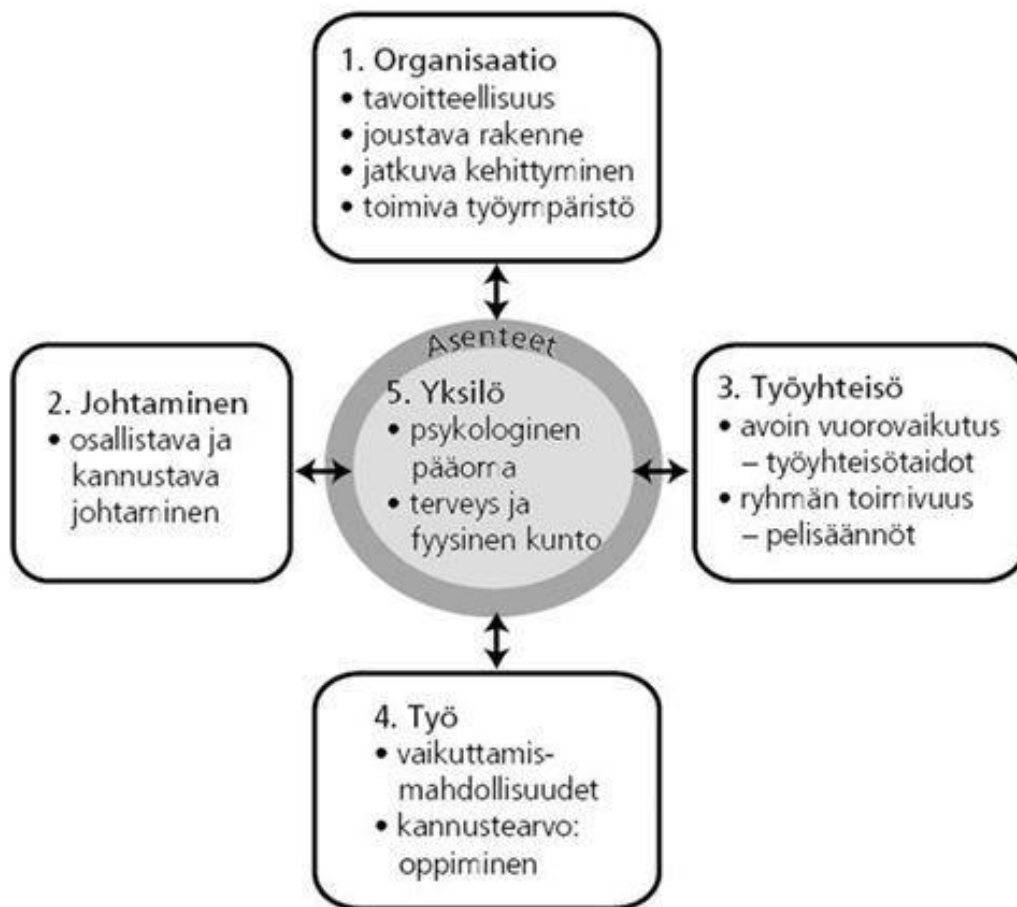 1. Organisaatio
• tavoitteellisuus
• joustava rakenne
• jatkuva kehittyminen
• toimiva työympäristö
Asenteet
2. Johtaminen
• osallistava ja
kannustava
johtaminen
5. Yksilö
• psykologinen
pääoma
• terveys ja
fyysinen kunto
3. Työyhteisö
• avoin vuorovaikutus
– työyhteisötaidot
• ryhmän toimivuus
– pelisäännöt
4. Työ
• vaikuttamis-
mahdollisuudet
• kannustearvo:
oppiminen